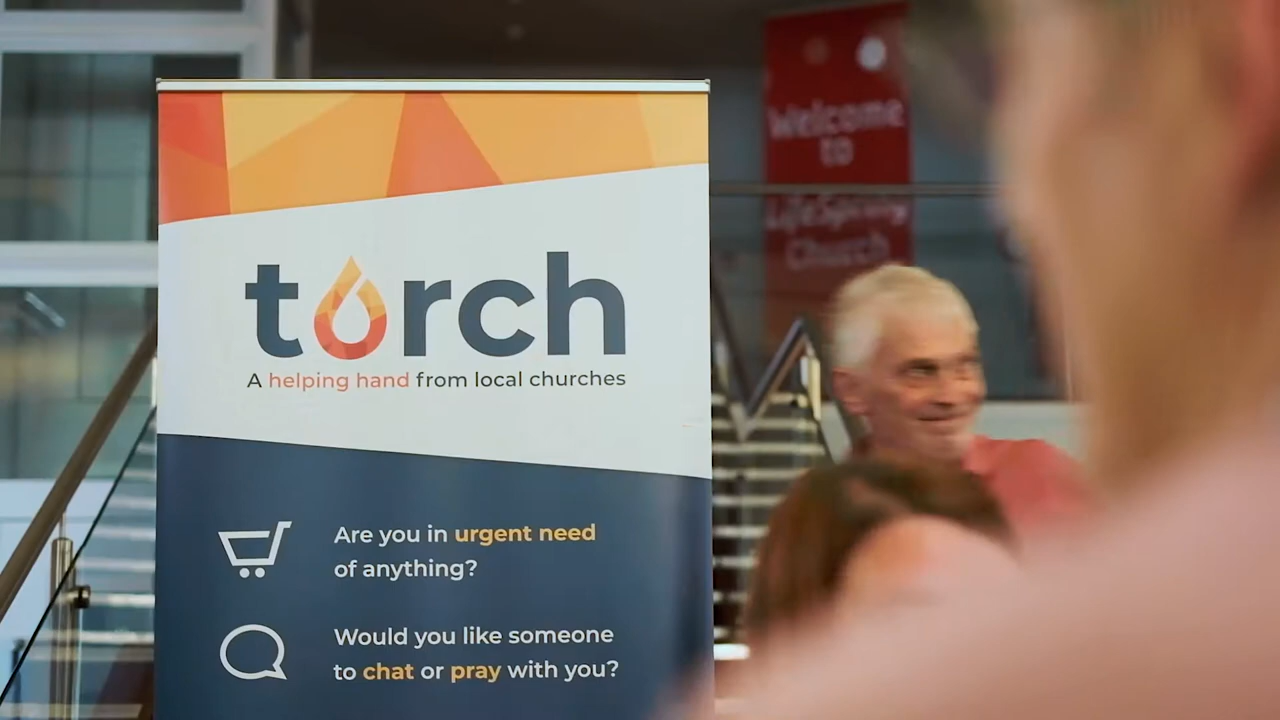 torch
A helping hand from local churches
Are you in urgent need
of anything?
Would you like someone
to chat or pray with you?
Welcome
to
LifeSpring
Church